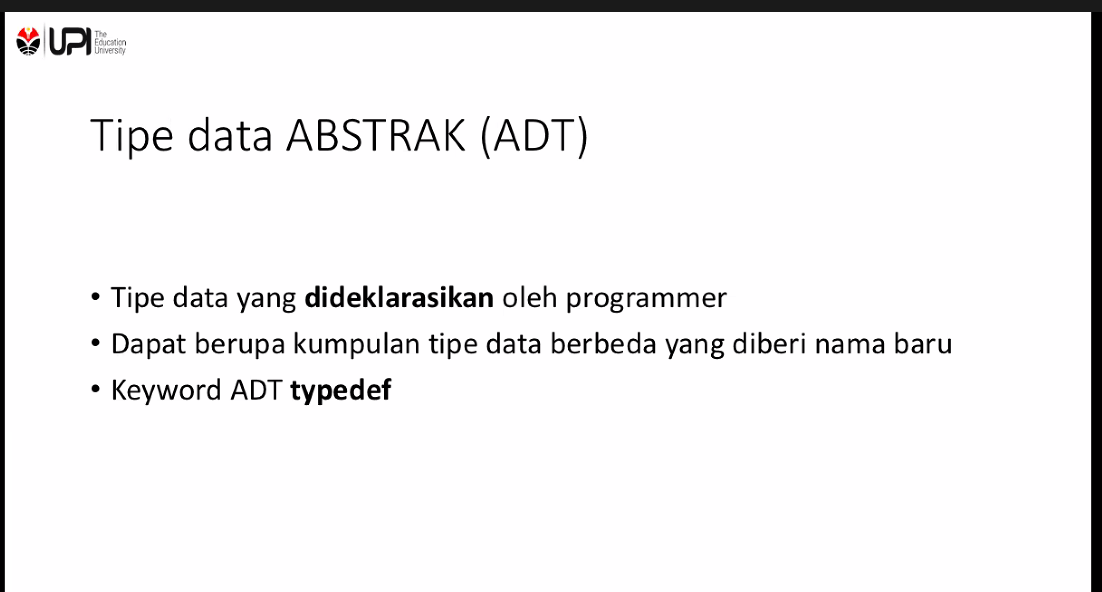 UPI
The
Education
University
Tipe data ABSTRAK (ADT)
• Tipe data yang dideklarasikan oleh programmer
• Dapat berupa kumpulan tipe data berbeda yang diberi nama baru
• Keyword ADT typedef